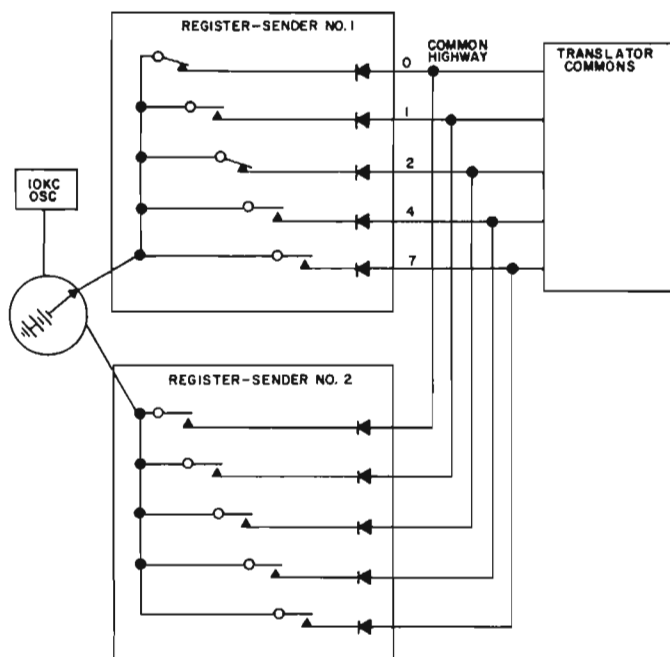 REGISTER-SENDER NO. 1
COMMON
HIGHWAY
TRANSLATOR
COMMONS
0
1
2
4
7
10KC
OSC
REGISTER-SENDER NO. 2